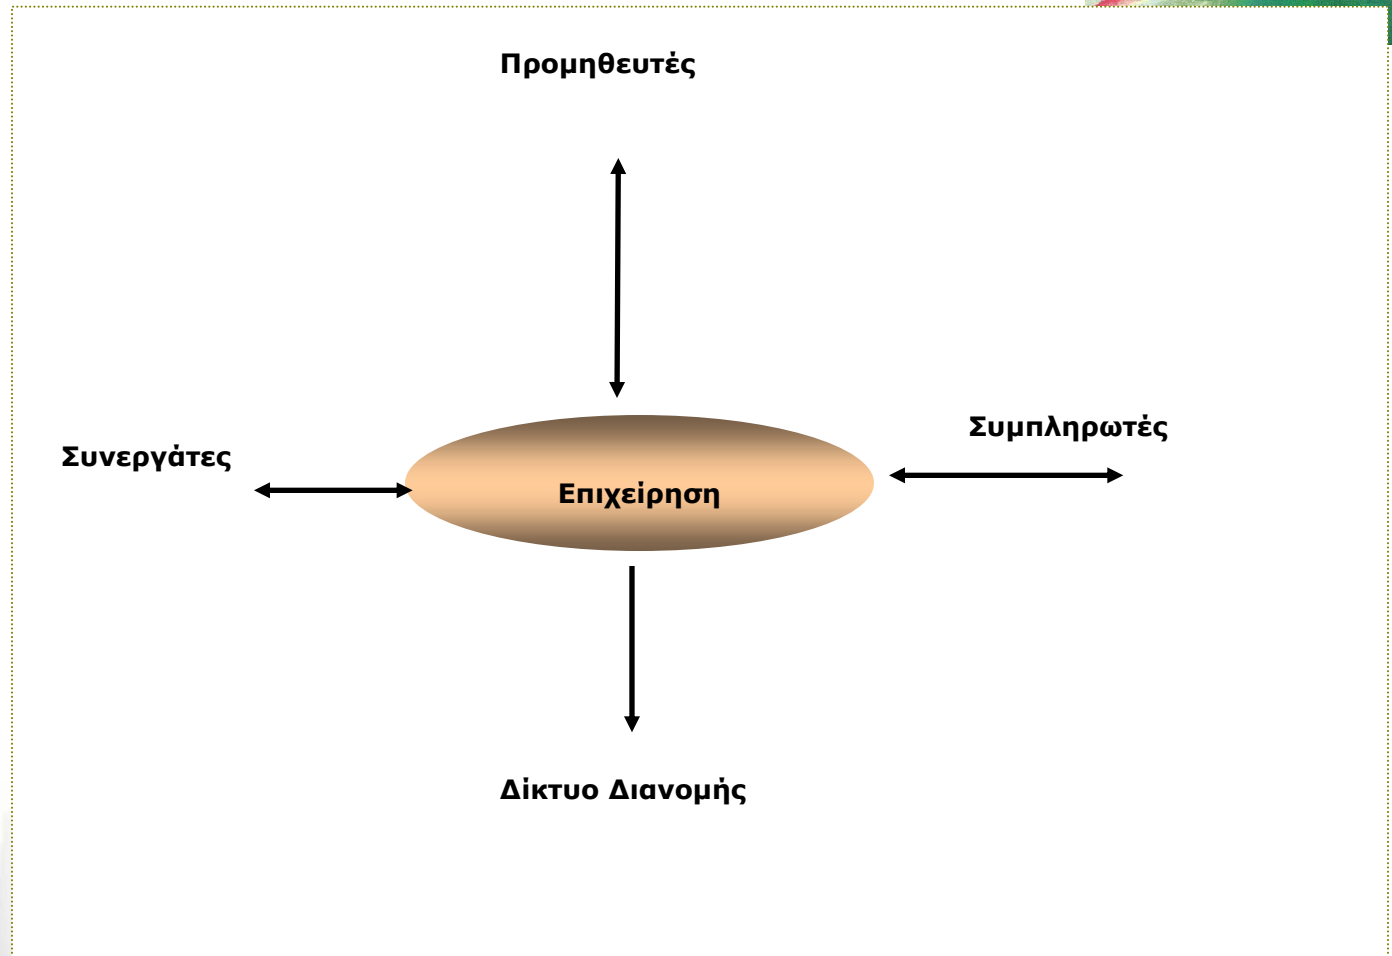 Προμηθευτές
Συμπληρωτές
Συνεργάτες
Επιχείρηση
Δίκτυο Διανομής